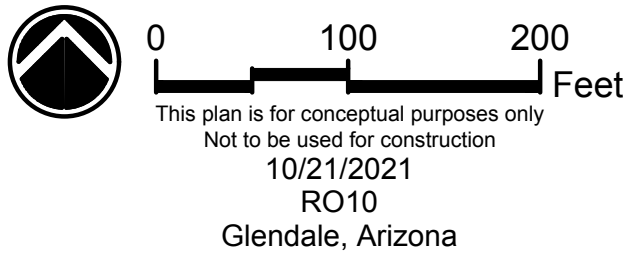 0 100 200
Feet
This plan is for conceptual purposes only
Not to be used for construction
10/21/2021
RO10
Glendale, Arizona